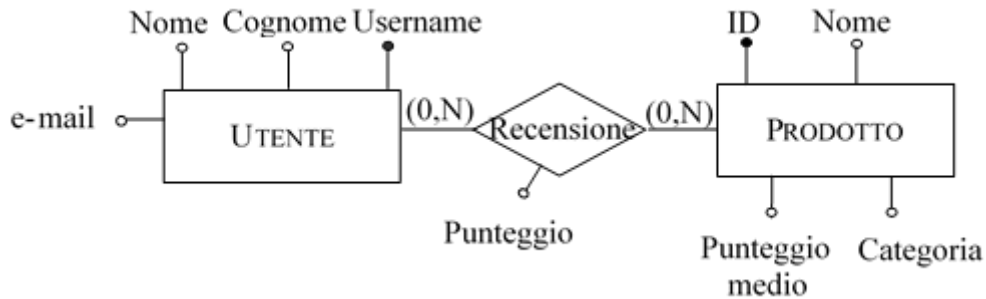 Nome Cognome Username
ID Nome
e-mail
UTENTE
(0,N)
Recensione
(0,N)
PRODOTTO
Punteggio
Punteggio
medio
Categoria